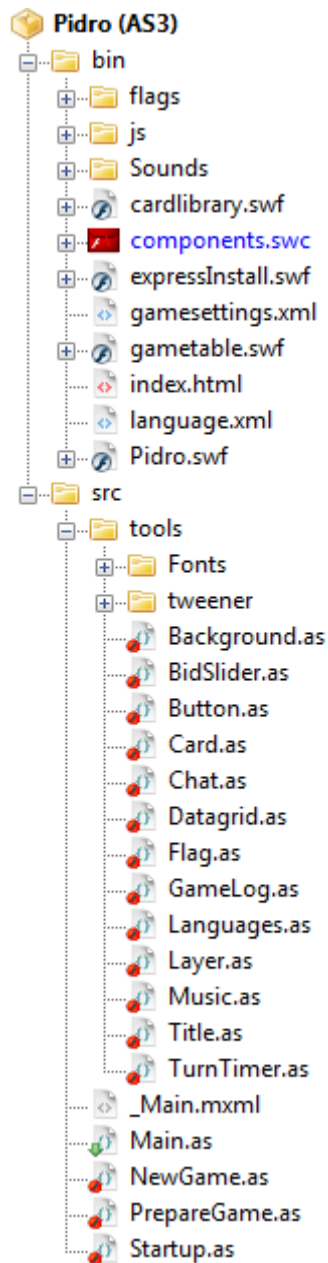 Pidro (AS3)
bin
flags
js
Sounds
cardlibrary.swf
components.swc
expressInstall.swf
gamesettings.xml
gametable.swf
index.html
language.xml
Pidro.swf
src
tools
Fonts
tweener
Background.as
BidSlider.as
Button.as
Card.as
Chat.as
Datagrid.as
Flag.as
GameLog.as
Languages.as
Layer.as
Music.as
Title.as
TurnTimer.as
_Main.mxml
Main.as
NewGame.as
PrepareGame.as
Startup.as